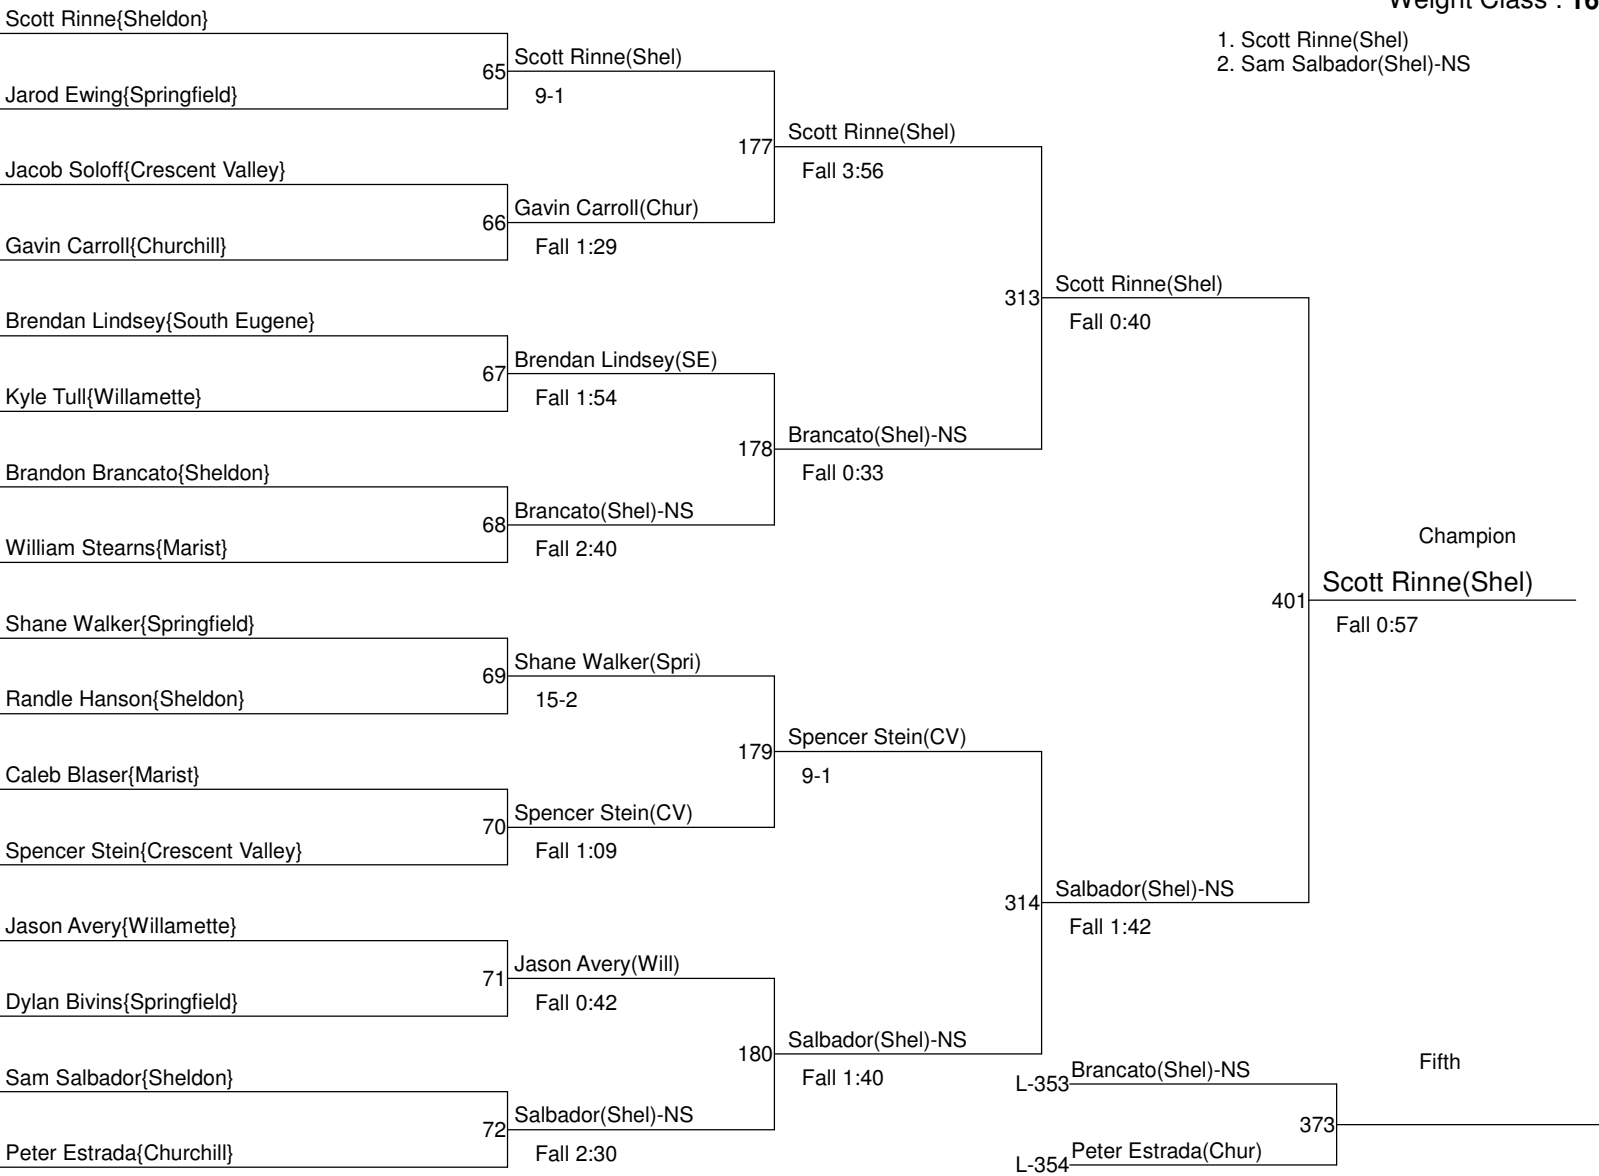 Weight Class : 16
1. Scott Rinne(Shel)
2. Sam Salbador(Shel)-NS
Scott Rinne{Sheldon}
65
Scott Rinne(Shel)
9-1
Jarod Ewing{Springfield}
177
Scott Rinne(Shel)
Fall 3:56
Jacob Soloff{Crescent Valley}
66
Gavin Carroll(Chur)
Fall 1:29
Gavin Carroll{Churchill}
313
Scott Rinne(Shel)
Fall 0:40
Brendan Lindsey{South Eugene}
67
Brendan Lindsey(SE)
Fall 1:54
Kyle Tull{Willamette}
178
Brancato(Shel)-NS
Fall 0:33
Brandon Brancato{Sheldon}
68
Brancato(Shel)-NS
Fall 2:40
William Stearns{Marist}
Champion
401
Scott Rinne(Shel)
Fall 0:57
Shane Walker{Springfield}
69
Shane Walker(Spri)
15-2
Randle Hanson{Sheldon}
179
Spencer Stein(CV)
9-1
Caleb Blaser{Marist}
70
Spencer Stein(CV)
Fall 1:09
Spencer Stein{Crescent Valley}
314
Salbador(Shel)-NS
Fall 1:42
Jason Avery{Willamette}
71
Jason Avery(Will)
Fall 0:42
Dylan Bivins{Springfield}
180
Salbador(Shel)-NS
Fall 1:40
Sam Salbador{Sheldon}
72
Salbador(Shel)-NS
Fall 2:30
Peter Estrada{Churchill}
Fifth
L-353
Brancato(Shel)-NS
373
L-354
Peter Estrada(Chur)